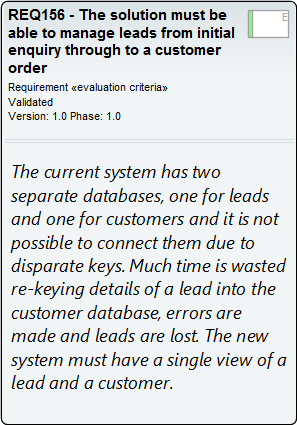 REQ156 - The solution must be
able to manage leads from initial
enquiry through to a customer
order
E
Requirement «evaluation criteria»
Validated
Version: 1.0 Phase: 1.0
The current system has two
separate databases, one for leads
and one for customers and it is not
possible to connect them due to
disparate keys. Much time is wasted
re-keying details of a lead into the
customer database, errors are
made and leads are lost. The new
system must have a single view of a
lead and a customer.